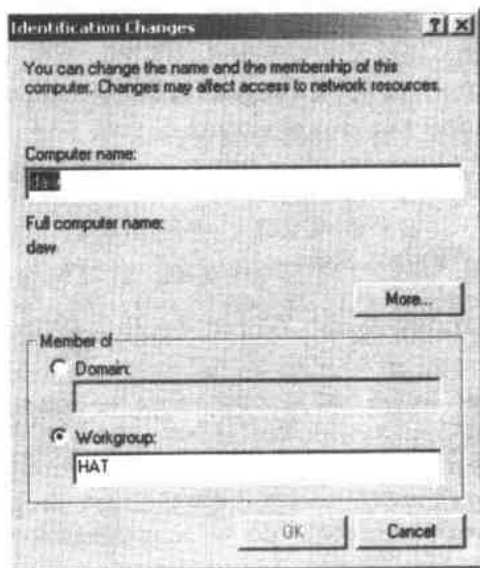 Identification Changes
You can change the name and the membership of this
computer. Changes may affect access to network resources.
Computer name:
Full computer name:
daw
More...
Member of
Domain:
Workgroup:
HAT
OK
Cancel